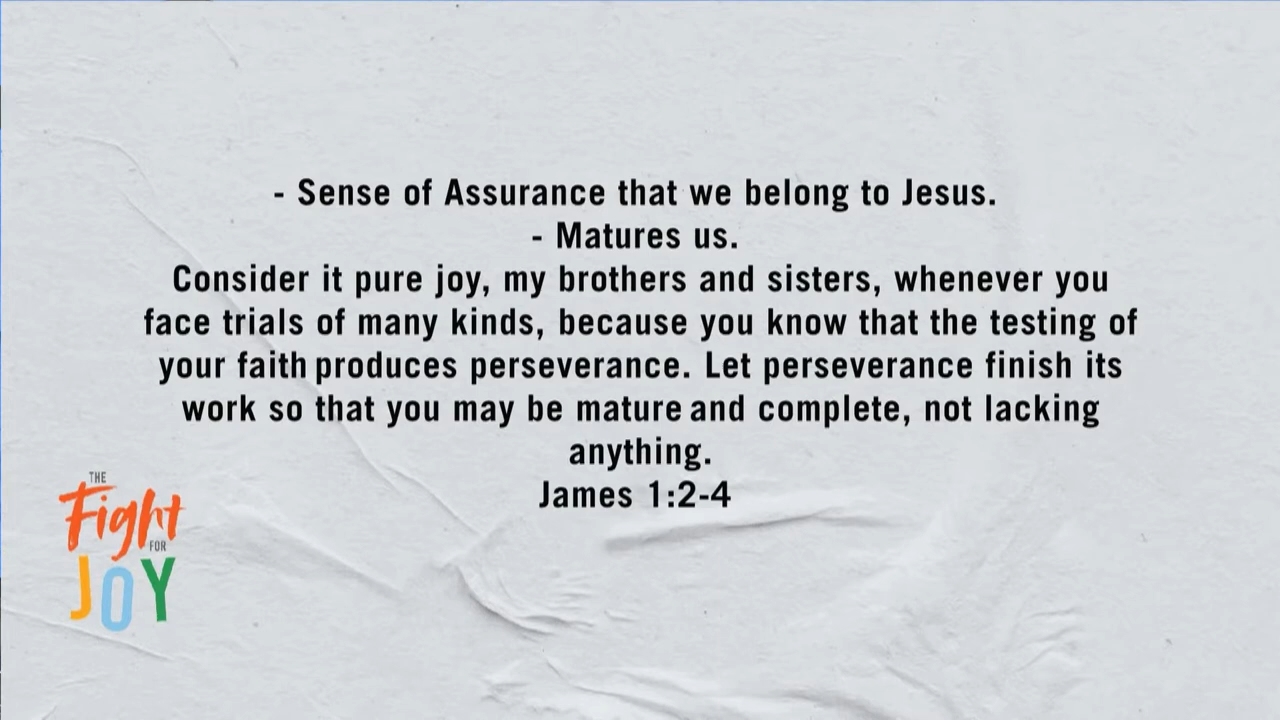 - Sense of Assurance that we belong to Jesus.
- Matures us.
Consider it pure joy, my brothers and sisters, whenever you
face trials of many kinds, because you know that the testing of
your faith produces perseverance. Let perseverance finish its
work so that you may be mature and complete, not lacking
anything.
James 1:2-4
THE
Fight
FOR
JOY